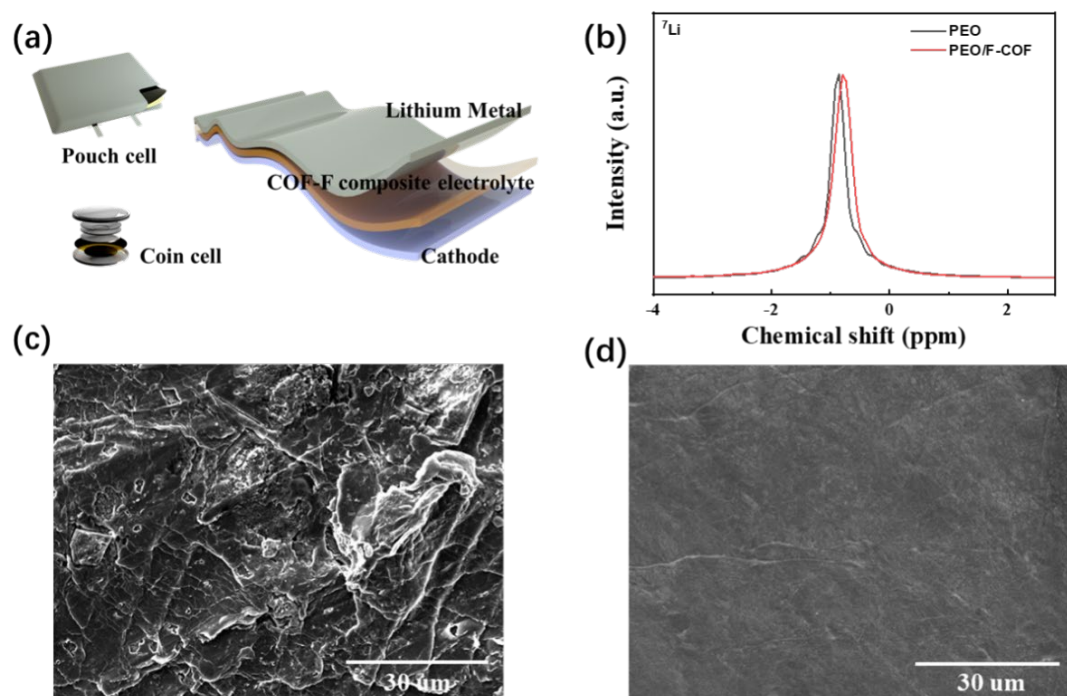 (a)
Lithium Metal
Pouch cell
COF-F composite electrolyte
Coin cell
Cathode
(b)
⁷Li
PEO
PEO/F-COF
Intensity (a.u.)
-4
-2
0
2
Chemical shift (ppm)
(c)
30 um
(d)
30 um